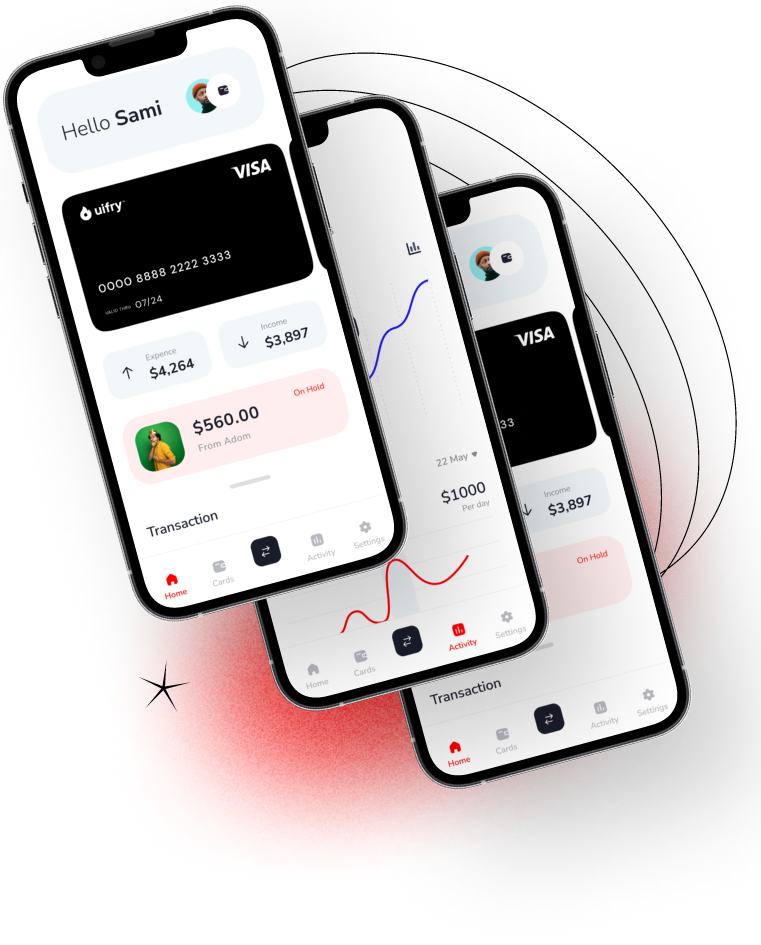 Hello Sami
VISA
uifry™
0000 8888 2222 3333
VALID THRU 07/24
Expence
$4,264
Income
$3,897
On Hold
$560.00
From Adom
Transaction
Home
Cards
Activity
Settings
22 May
$1000
Per day
Home
Cards
Activity
Settings
VISA
33
Income
$3,897
On Hold
Transaction
Home
Cards
Activity
Settings